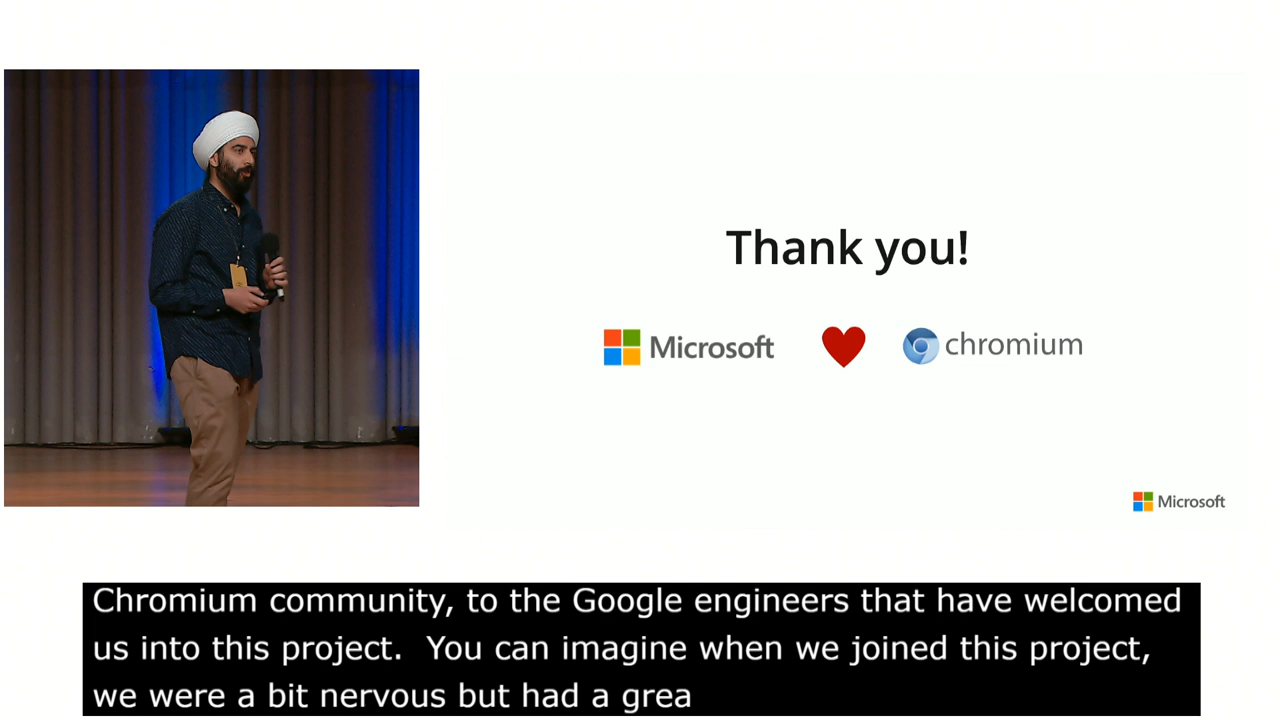 Thank you!
Microsoft
chromium
Microsoft
Chromium community, to the Google engineers that have welcomed
us into this project.  You can imagine when we joined this project,
we were a bit nervous but had a grea